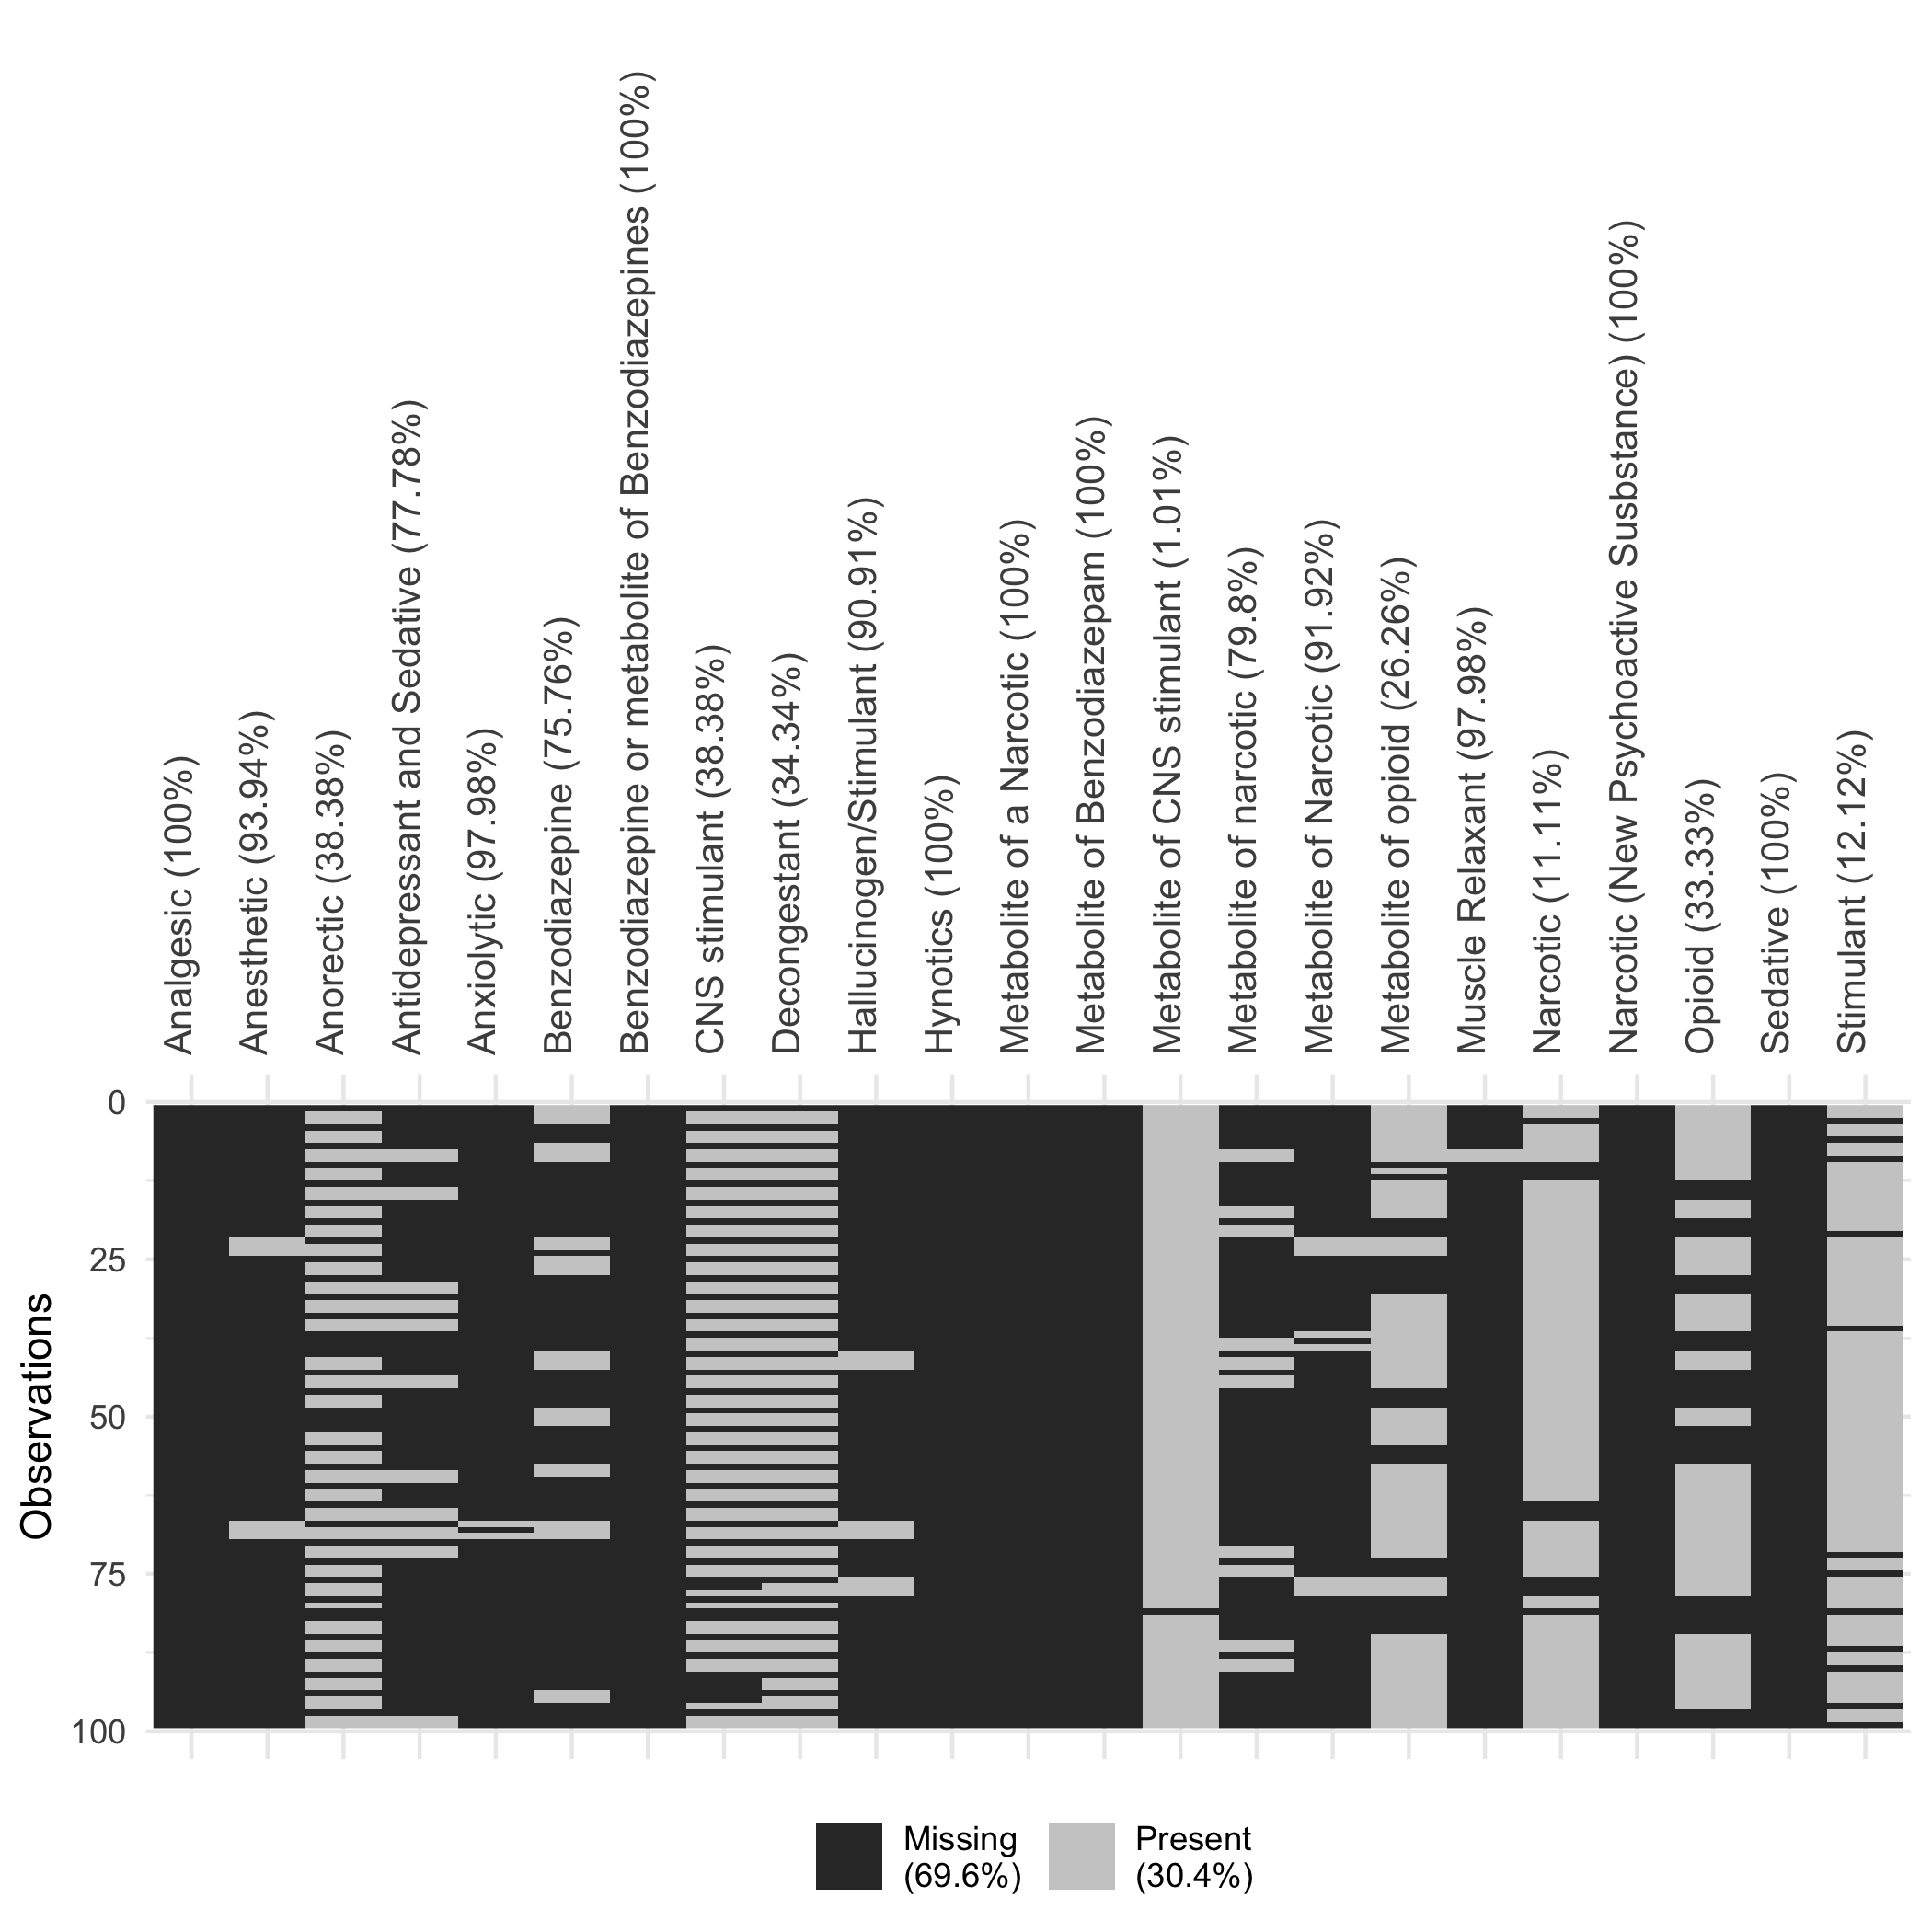 Analgesic (100%)
Anesthetic (93.94%)
Anorectic (38.38%)
Antidepressant and Sedative (77.78%)
Anxiolytic (97.98%)
Benzodiazepine (75.76%)
Benzodiazepine or metabolite of Benzodiazepines (100%)
CNS stimulant (38.38%)
Decongestant (34.34%)
Hallucinogen/Stimulant (90.91%)
Hynotics (100%)
Metabolite of a Narcotic (100%)
Metabolite of Benzodiazepam (100%)
Metabolite of CNS stimulant (1.01%)
Metabolite of narcotic (79.8%)
Metabolite of Narcotic (91.92%)
Metabolite of opioid (26.26%)
Muscle Relaxant (97.98%)
Narcotic (11.11%)
Narcotic (New Psychoactive Susbstance) (100%)
Opioid (33.33%)
Sedative (100%)
Stimulant (12.12%)
0
25
50
75
100
Observations
Missing
(69.6%)
Present
(30.4%)